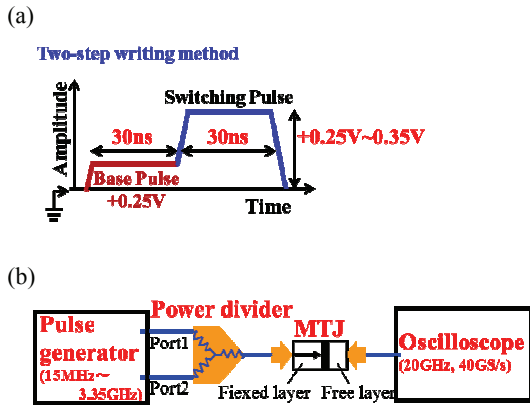 (a)
Two-step writing method
Amplitude
Switching Pulse
30ns
30ns
+0.25V~0.35V
Base Pulse
+0.25V
Time
(b)
Power divider
Pulse
generator
(15MHz～
3.35GHz)
Port1
Port2
MTJ
Fiexed layer
Free layer
Oscilloscope
(20GHz, 40GS/s)